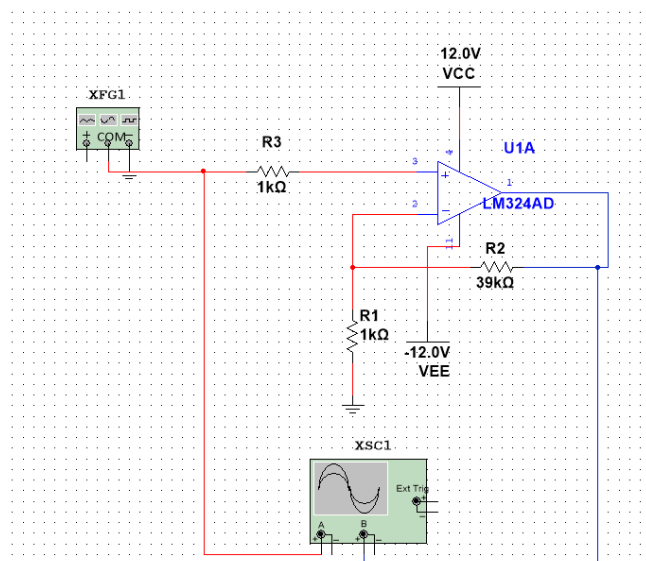 12.0V
VCC
XFG1
+ COM −
R3
1kΩ
3
4
U1A
+
1
2
−
LM324AD
11
R2
39kΩ
R1
1kΩ
-12.0V
VEE
XSC1
Ext Trig
+
−
A
B
+ − + −